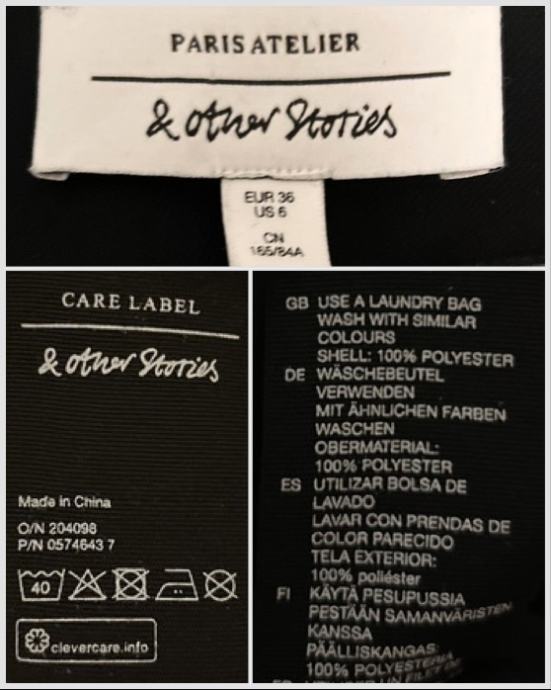 PARIS ATELIER
& other Stories
EUR 36
US 6
CN
165/84A
CARE LABEL
& other Stories
Made in China
O/N 204098
P/N 0574643 7
40
clevercare.info
GB USE A LAUNDRY BAG
WASH WITH SIMILAR
COLOURS
SHELL: 100% POLYESTER
DE WÄSCHEBEUTEL
VERWENDEN
MIT ÄHNLICHEN FARBEN
WASCHEN
OBERMATERIAL:
100% POLYESTER
ES UTILIZAR BOLSA DE
LAVADO
LAVAR CON PRENDAS DE
COLOR PARECIDO
TELA EXTERIOR:
100% poliéster
FI KÄYTÄ PESUPUSSIA
PESTÄÄN SAMANVÄRISTEN
KANSSA
PÄÄLLISKANGAS:
100% POLYESTERIA